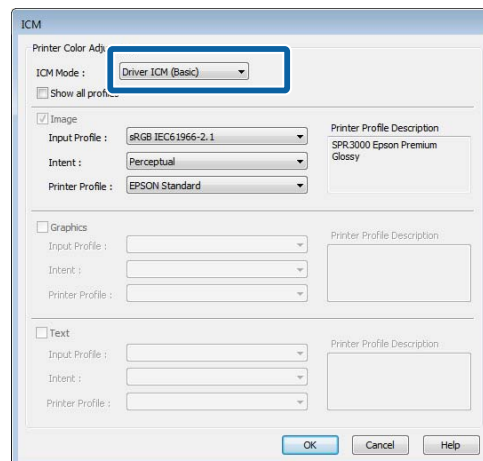 ICM
Printer Color Adju
ICM Mode :
Driver ICM (Basic)
Show all profiles
Image
Input Profile :
sRGB IEC61966-2.1
Intent :
Perceptual
Printer Profile :
EPSON Standard
Printer Profile Description
SPR3000 Epson Premium
Glossy
Graphics
Input Profile :
Intent :
Printer Profile :
Printer Profile Description
Text
Input Profile :
Intent :
Printer Profile :
Printer Profile Description
OK
Cancel
Help